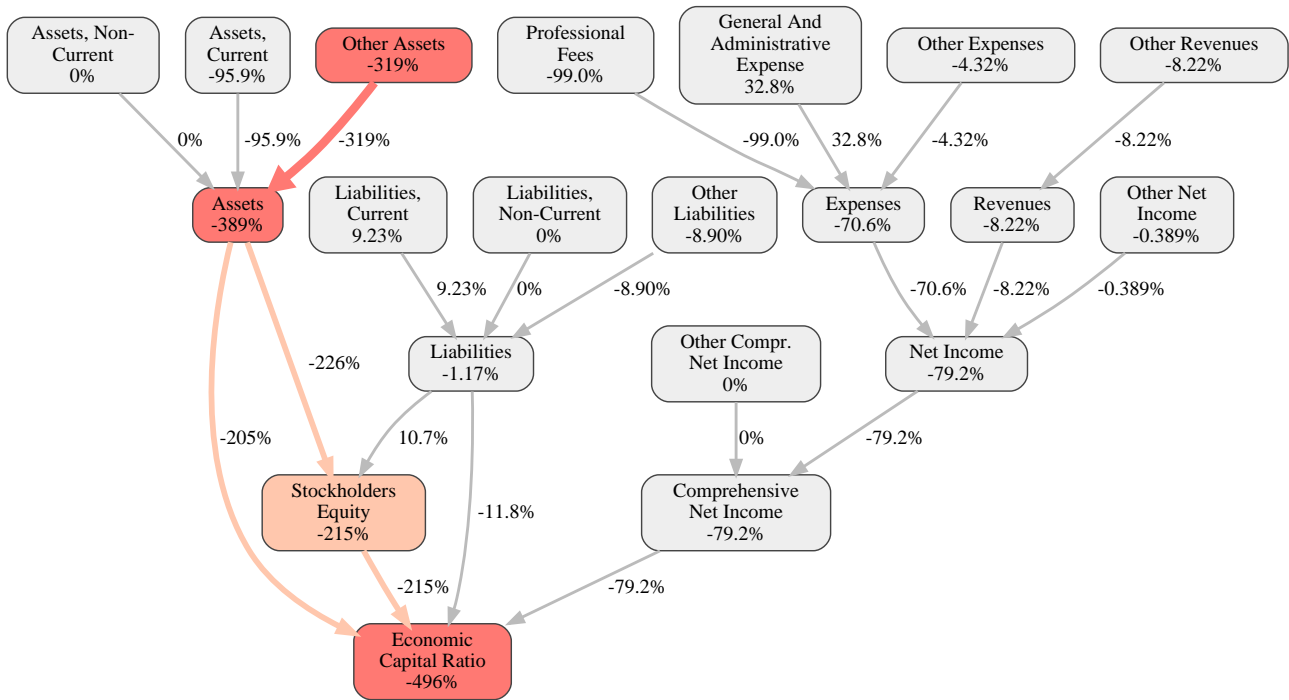 Assets, Non-
Current
0%
Assets,
Current
-95.9%
Other Assets
-319%
Professional
Fees
-99.0%
General And
Administrative
Expense
32.8%
Other Expenses
-4.32%
Other Revenues
-8.22%
0%
-95.9%
-319%
-99.0%
32.8%
-4.32%
-8.22%
Assets
-389%
Liabilities,
Current
9.23%
Liabilities,
Non-Current
0%
Other
Liabilities
-8.90%
Expenses
-70.6%
Revenues
-8.22%
Other Net
Income
-0.389%
9.23%
0%
-8.90%
-70.6%
-8.22%
-0.389%
-226%
Liabilities
-1.17%
Other Compr.
Net Income
0%
Net Income
-79.2%
-205%
10.7%
0%
-79.2%
Stockholders
Equity
-215%
-11.8%
Comprehensive
Net Income
-79.2%
-215%
-79.2%
Economic
Capital Ratio
-496%